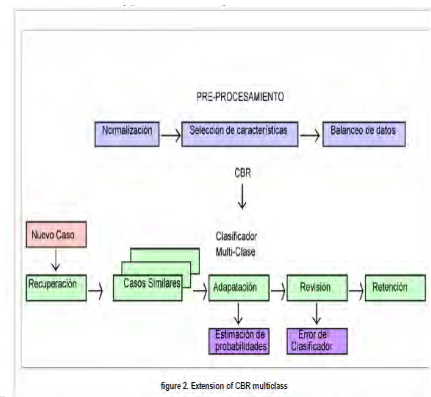 PRE-PROCESAMIENTO
Normalización
Selección de características
Balanceo de datos
CBR
Clasificador
Multi-Clase
Nuevo Caso
Recuperación
Casos Similares
Adapatación
Revisión
Retención
Estimación de
probabilidades
Error del
Clasificador
figure 2. Extension of CBR multiclass